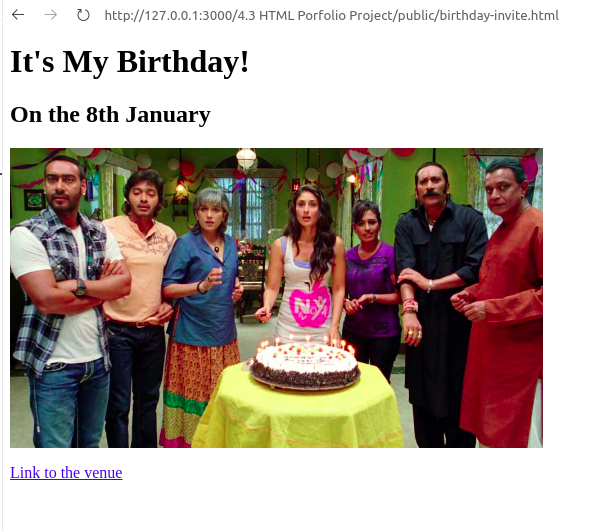 http://127.0.0.1:3000/4.3 HTML Porfolio Project/public/birthday-invite.html
It's My Birthday!
On the 8th January
NY
Link to the venue